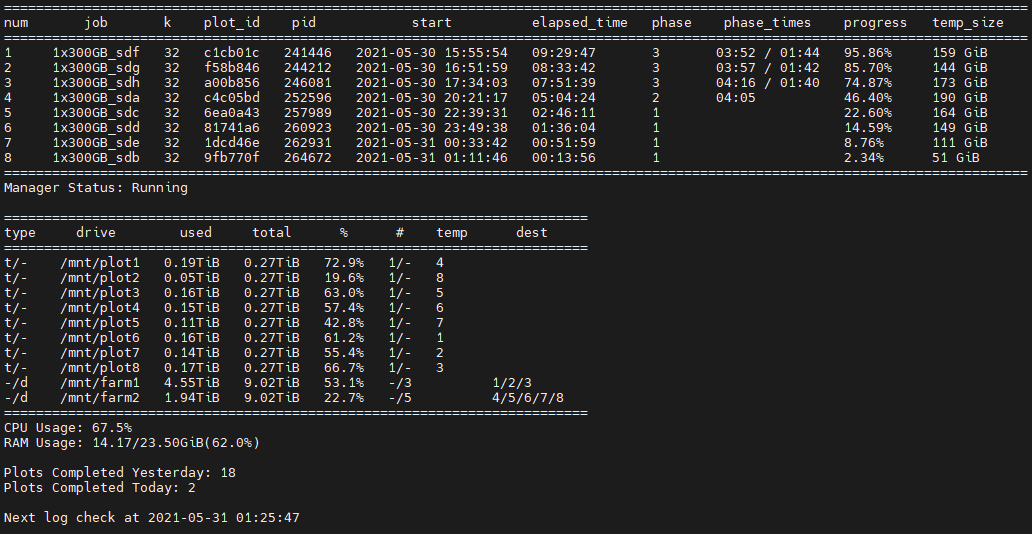 =================================================================================================================================
num job k plot_id pid start elapsed_time phase phase_times progress temp_size
=================================================================================================================================
1 1x300GB_sdf 32 c1cb01c 241446 2021-05-30 15:55:54 09:29:47 3 03:52 / 01:44 95.86% 159 GiB
2 1x300GB_sdg 32 f58b846 244212 2021-05-30 16:51:59 08:33:42 3 03:57 / 01:42 85.70% 144 GiB
3 1x300GB_sdh 32 a00b856 246081 2021-05-30 17:34:03 07:51:39 3 04:16 / 01:40 74.87% 173 GiB
4 1x300GB_sda 32 c4c05bd 252596 2021-05-30 20:21:17 05:04:24 2 04:05 46.40% 190 GiB
5 1x300GB_sdc 32 6ea0a43 257989 2021-05-30 22:39:31 02:46:11 1 22.60% 164 GiB
6 1x300GB_sdd 32 81741a6 260923 2021-05-30 23:49:38 01:36:04 1 14.59% 149 GiB
7 1x300GB_sde 32 1dcd46e 262931 2021-05-31 00:33:42 00:51:59 1 8.76% 111 GiB
8 1x300GB_sdb 32 9fb770f 264672 2021-05-31 01:11:46 00:13:56 1 2.34% 51 GiB
=================================================================================================================================
Manager Status: Running
=========================================================================
type drive used total % # temp dest
=========================================================================
t/- /mnt/plot1 0.19TiB 0.27TiB 72.9% 1/- 4
t/- /mnt/plot2 0.05TiB 0.27TiB 19.6% 1/- 8
t/- /mnt/plot3 0.16TiB 0.27TiB 63.0% 1/- 5
t/- /mnt/plot4 0.15TiB 0.27TiB 57.4% 1/- 6
t/- /mnt/plot5 0.11TiB 0.27TiB 42.8% 1/- 7
t/- /mnt/plot6 0.16TiB 0.27TiB 61.2% 1/- 1
t/- /mnt/plot7 0.14TiB 0.27TiB 55.4% 1/- 2
t/- /mnt/plot8 0.17TiB 0.27TiB 66.7% 1/- 3
-/d /mnt/farm1 4.55TiB 9.02TiB 53.1% -/3 1/2/3
-/d /mnt/farm2 1.94TiB 9.02TiB 22.7% -/5 4/5/6/7/8
=========================================================================
CPU Usage: 67.5%
RAM Usage: 14.17/23.50GiB(62.0%)
Plots Completed Yesterday: 18
Plots Completed Today: 2
Next log check at 2021-05-31 01:25:47